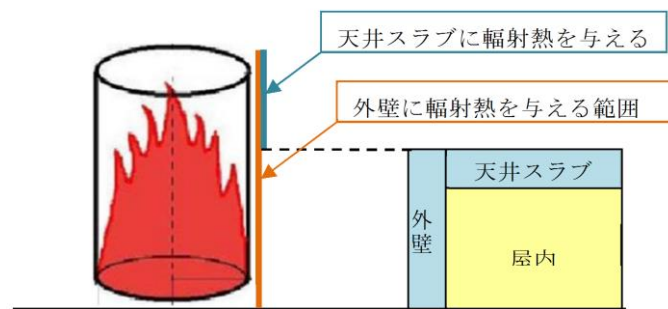 天井スラブに輻射熱を与える
外壁に輻射熱を与える範囲
天井スラブ
外壁
屋内